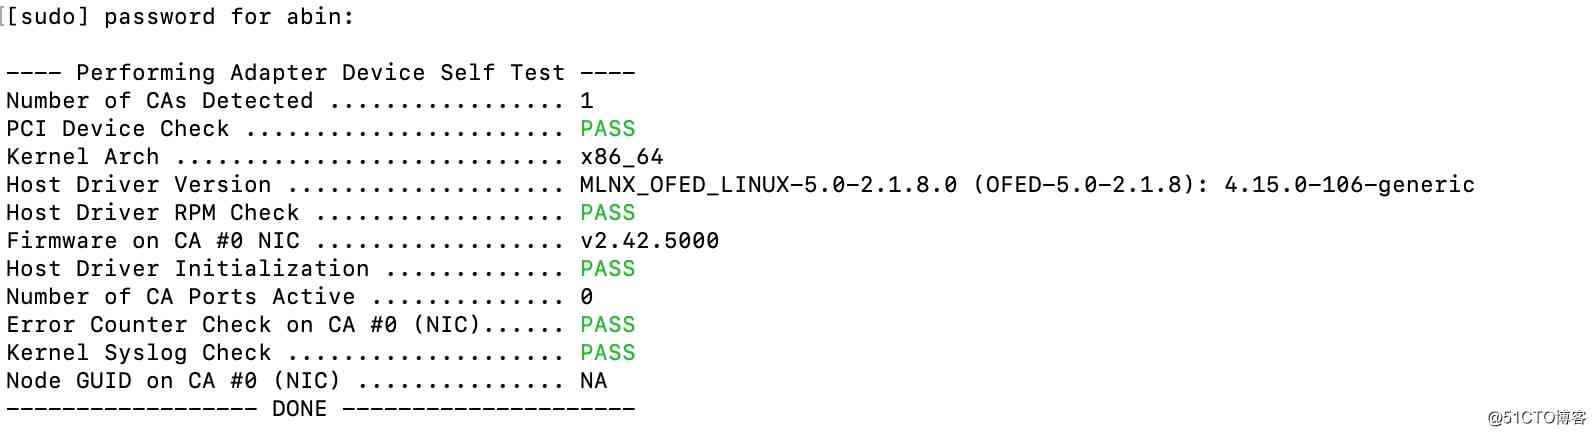 [[sudo] password for abin:
---- Performing Adapter Device Self Test ----
Number of CAs Detected ................. 1
PCI Device Check ....................... PASS
Kernel Arch ............................ x86_64
Host Driver Version .................... MLNX_OFED_LINUX-5.0-2.1.8.0 (OFED-5.0-2.1.8): 4.15.0-106-generic
Host Driver RPM Check .................. PASS
Firmware on CA #0 NIC .................. v2.42.5000
Host Driver Initialization ............. PASS
Number of CA Ports Active .............. 0
Error Counter Check on CA #0 (NIC)...... PASS
Kernel Syslog Check .................... PASS
Node GUID on CA #0 (NIC) ............... NA
------------------ DONE ---------------------
@51CTO博客